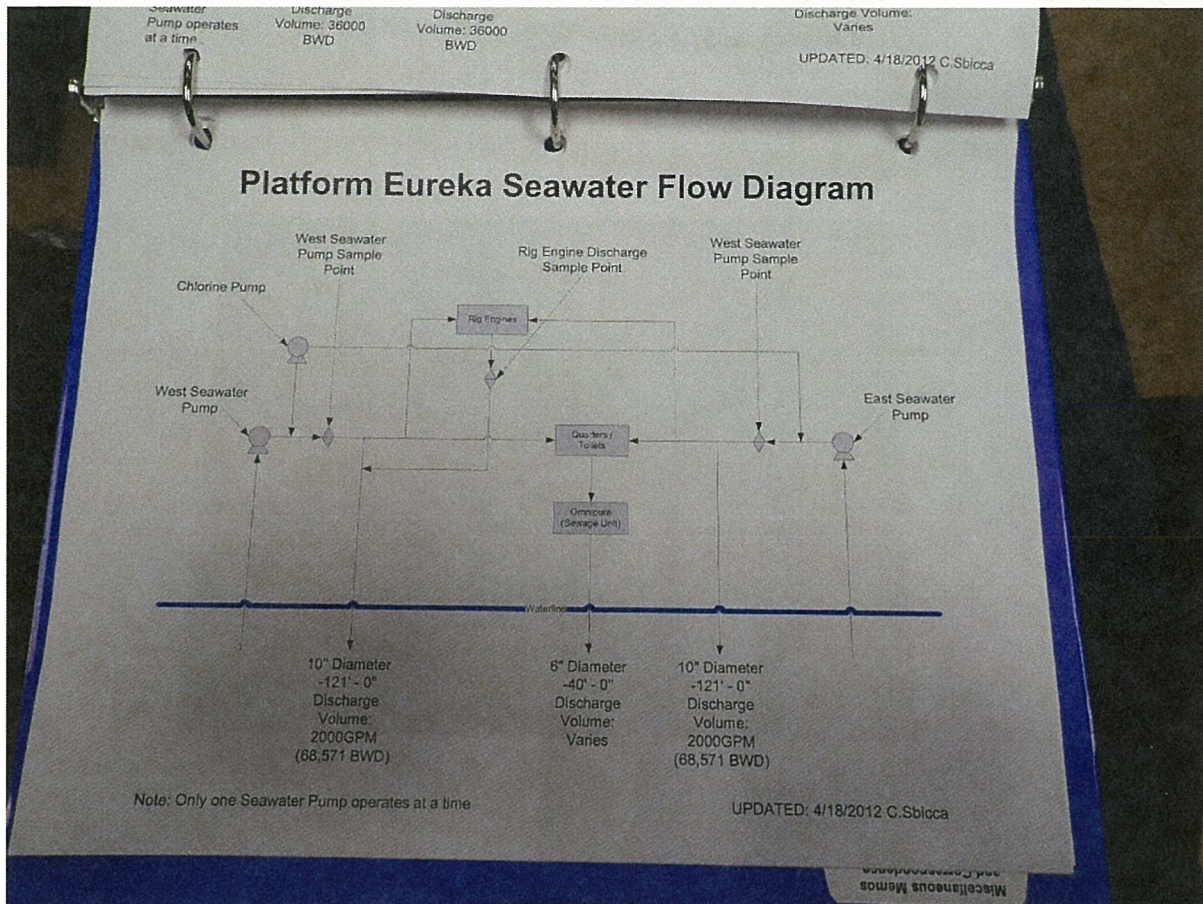 Seawater
Pump operates
at a time
Discharge
Volume: 36000
BWD
Discharge
Volume: 36000
BWD
Discharge Volume:
Varies
UPDATED: 4/18/2012 C.Sbicca
Platform Eureka Seawater Flow Diagram
West Seawater
Pump Sample
Point
Rig Engine Discharge
Sample Point
West Seawater
Pump Sample
Point
Chlorine Pump
Rig Engines
West Seawater
Pump
East Seawater
Pump
Quarters /
Toilets
Omnipure
(Sewage Unit)
Waterline
10" Diameter
-121' - 0"
Discharge
Volume:
2000GPM
(68,571 BWD)
6" Diameter
-40' - 0"
Discharge
Volume:
Varies
10" Diameter
-121' - 0"
Discharge
Volume:
2000GPM
(68,571 BWD)
Note: Only one Seawater Pump operates at a time
UPDATED: 4/18/2012 C.Sbicca
Miscellaneous Memos
and Correspondence